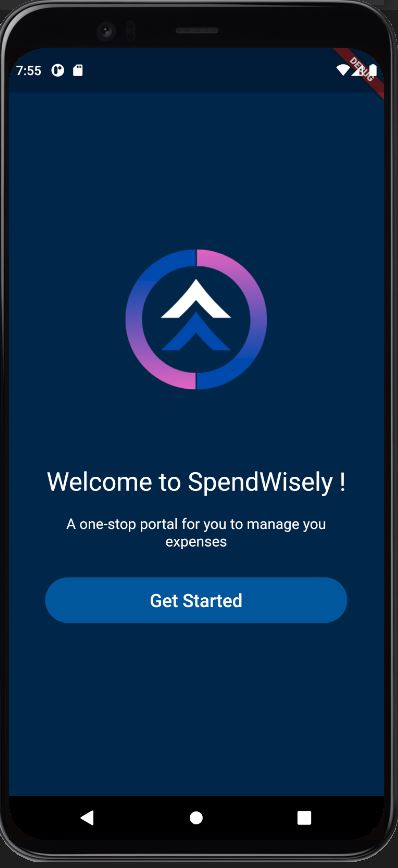 7:55
DEBUG
Welcome to SpendWisely !
A one-stop portal for you to manage you
expenses
Get Started